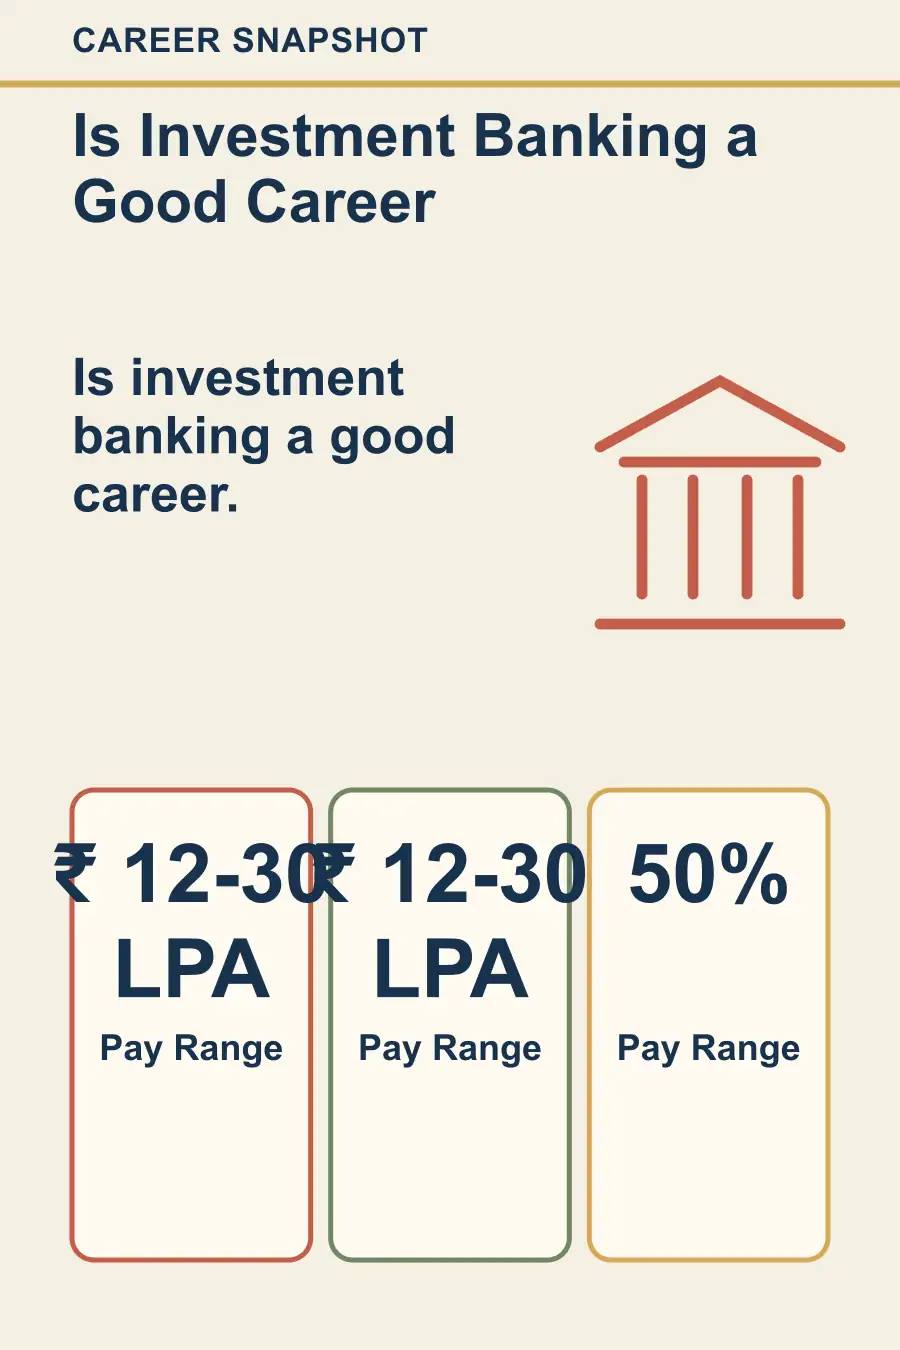 CAREER SNAPSHOT
Is Investment Banking a
Good Career
Is investment
banking a good
career.
₹ 12-30
LPA
Pay Range
₹ 12-30
LPA
Pay Range
50%
Pay Range